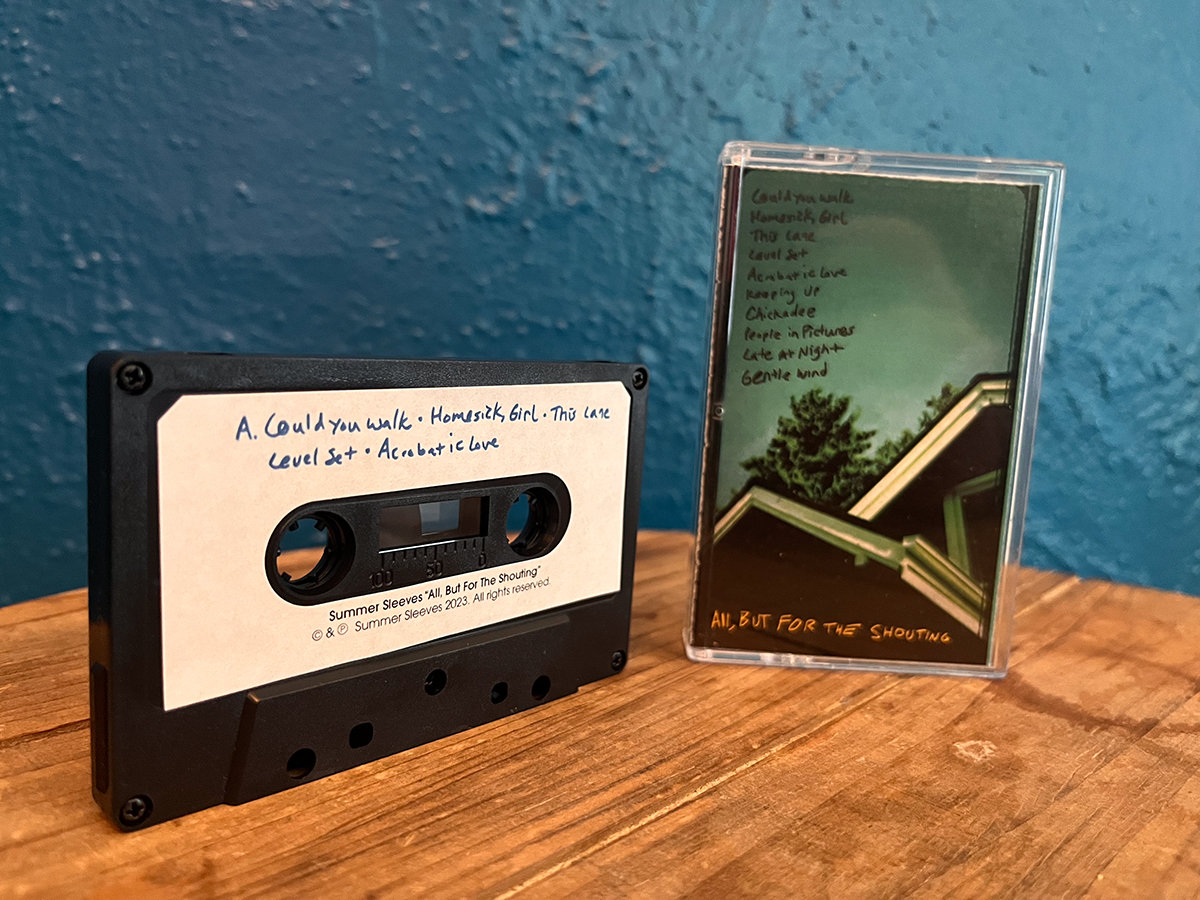 A. Could you walk · Homesick, Girl · This Lane
Level Set · Acrobatic Love
100 50 0
Summer Sleeves "All, But For The Shouting"
© & ℗ Summer Sleeves 2023. All rights reserved.
Could you walk
Homesick, Girl
This Lane
Level Set
Acrobatic Love
Keeping Up
Chickadee
People in Pictures
Late At Night
Gentle Wind
All, BUT FOR THE SHOUTING